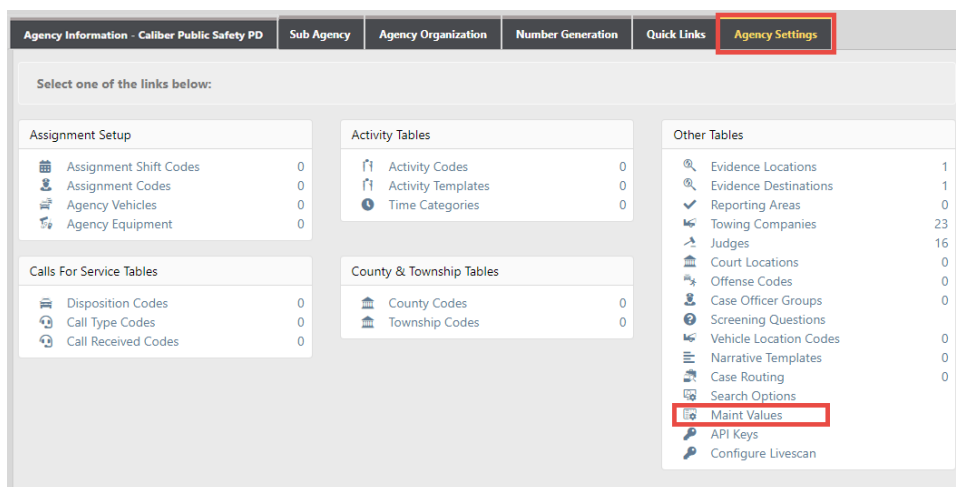 Agency Information - Caliber Public Safety PD
Sub Agency
Agency Organization
Number Generation
Quick Links
Agency Settings
Select one of the links below:
Assignment Setup
Assignment Shift Codes 0
Assignment Codes 0
Agency Vehicles 0
Agency Equipment 0
Calls For Service Tables
Disposition Codes 0
Call Type Codes 0
Call Received Codes 0
Activity Tables
Activity Codes 0
Activity Templates 0
Time Categories 0
County & Township Tables
County Codes 0
Township Codes 0
Other Tables
Evidence Locations 1
Evidence Destinations 1
Reporting Areas 0
Towing Companies 23
Judges 16
Court Locations 0
Offense Codes 0
Case Officer Groups 0
Screening Questions
Vehicle Location Codes 0
Narrative Templates 0
Case Routing 0
Search Options
Maint Values
API Keys
Configure Livescan